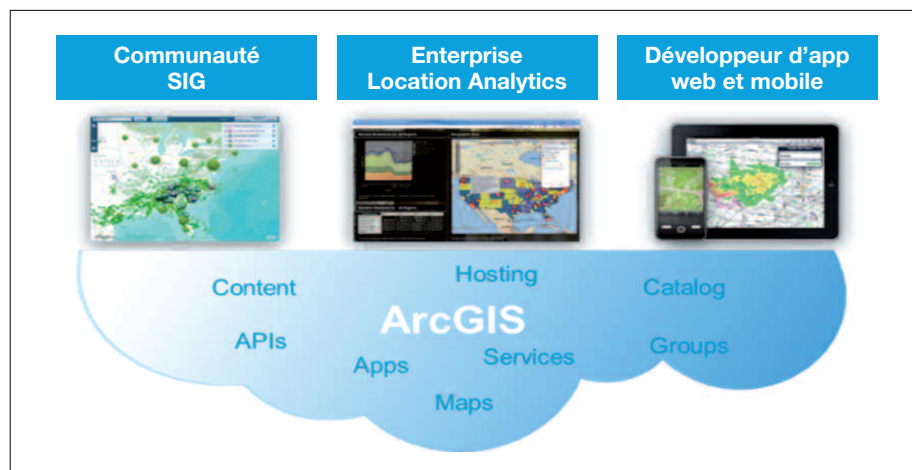 Communauté
SIG
Enterprise
Location Analytics
Développeur d'app
web et mobile
Content
Hosting
Catalog
ArcGIS
APIs
Apps
Services
Groups
Maps